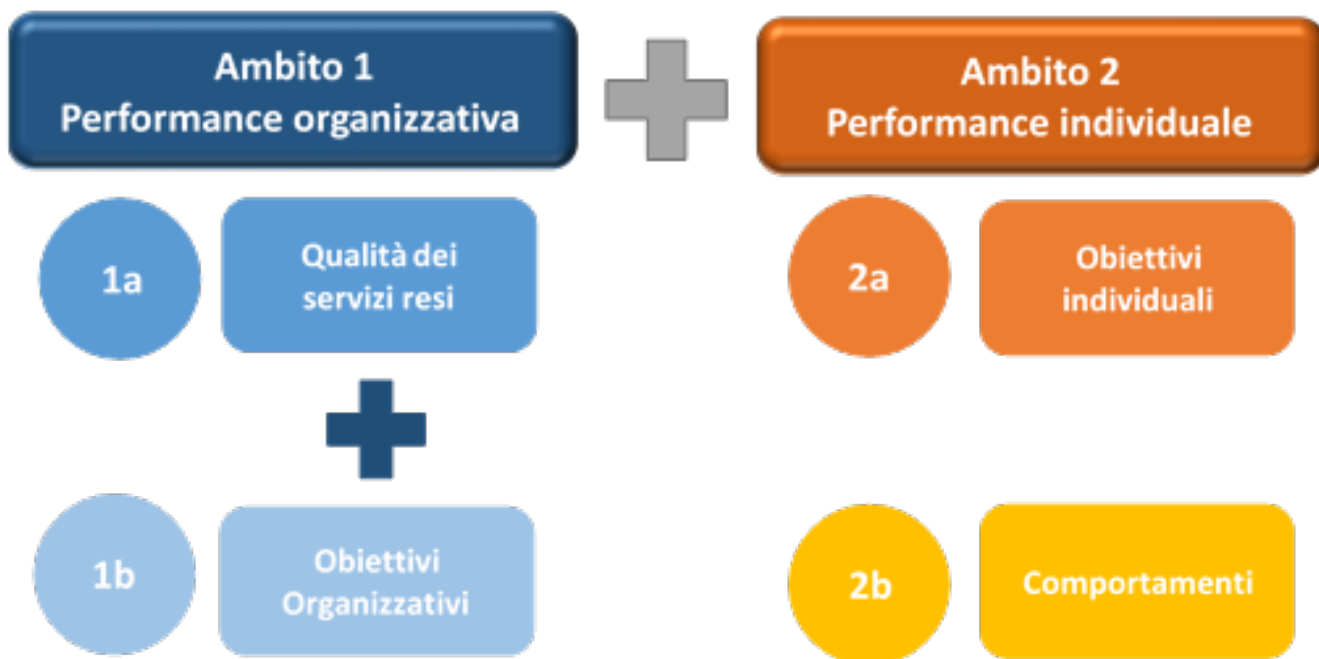 Ambito 1
Performance organizzativa
Ambito 2
Performance individuale
1a
Qualità dei
servizi resi
2a
Obiettivi
individuali
1b
Obiettivi
Organizzativi
2b
Comportamenti